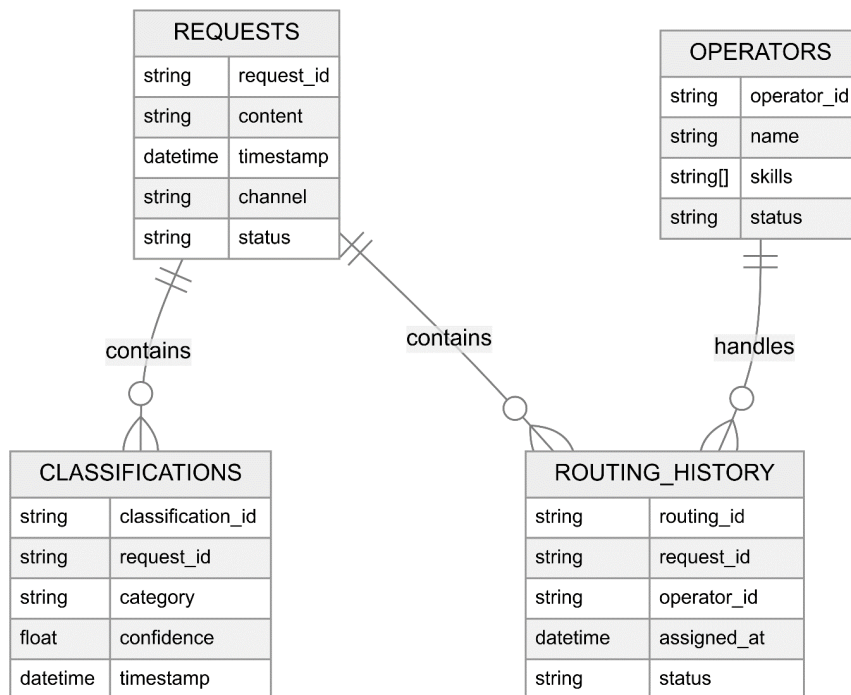 REQUESTS
string request_id
string content
datetime timestamp
string channel
string status
OPERATORS
string operator_id
string name
string[] skills
string status
contains
contains
handles
CLASSIFICATIONS
string classification_id
string request_id
string category
float confidence
datetime timestamp
ROUTING_HISTORY
string routing_id
string request_id
string operator_id
datetime assigned_at
string status